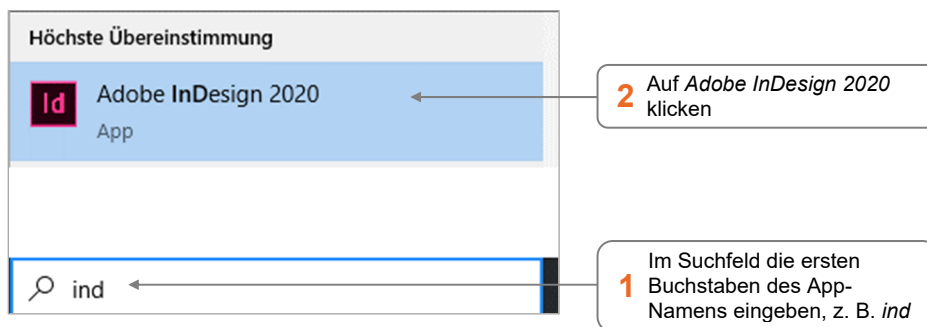 Höchste Übereinstimmung
Id
Adobe InDesign 2020
App
2 Auf Adobe InDesign 2020
klicken
ind
Im Suchfeld die ersten
1 Buchstaben des App-
Namens eingeben, z. B. ind